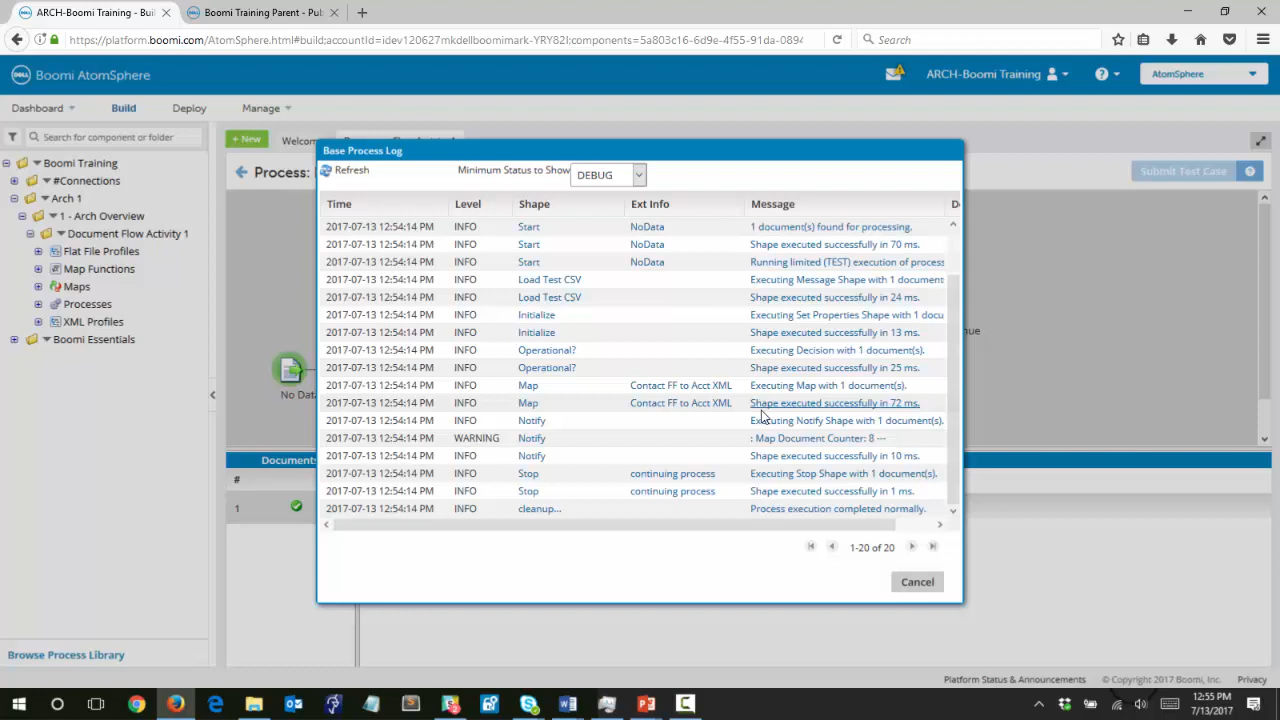 ARCH-Boomi Training - Buil
Boomi Training Parent - Pub
https://platform.boomi.com/AtomSphere.html#build;accountId=idev120627mkdellboomimark-YRY82I;components=5a803c16-6d9e-4f55-91da-0894
Search
DELL Boomi AtomSphere
ARCH-Boomi Training
AtomSphere
Dashboard Build Deploy Manage
Search for component or folder
+ New
Welcom
Boomi Training
#Connections
Arch 1
1 - Arch Overview
Document Flow Activity 1
Flat File Profiles
Map Functions
Maps
Processes
XML Profiles
Boomi Essentials
Process:
Submit Test Case
Base Process Log
Refresh
Minimum Status to Show DEBUG
Time Level Shape Ext Info Message D
2017-07-13 12:54:14 PM INFO Start NoData 1 document(s) found for processing.
2017-07-13 12:54:14 PM INFO Start NoData Shape executed successfully in 70 ms.
2017-07-13 12:54:14 PM INFO Start NoData Running limited (TEST) execution of process
2017-07-13 12:54:14 PM INFO Load Test CSV Executing Message Shape with 1 document
2017-07-13 12:54:14 PM INFO Load Test CSV Shape executed successfully in 24 ms.
2017-07-13 12:54:14 PM INFO Initialize Executing Set Properties Shape with 1 docu
2017-07-13 12:54:14 PM INFO Initialize Shape executed successfully in 13 ms.
2017-07-13 12:54:14 PM INFO Operational? Executing Decision with 1 document(s).
2017-07-13 12:54:14 PM INFO Operational? Shape executed successfully in 25 ms.
2017-07-13 12:54:14 PM INFO Map Contact FF to Acct XML Executing Map with 1 document(s).
2017-07-13 12:54:14 PM INFO Map Contact FF to Acct XML Shape executed successfully in 72 ms.
2017-07-13 12:54:14 PM INFO Notify Executing Notify Shape with 1 document(s).
2017-07-13 12:54:14 PM WARNING Notify : Map Document Counter: 8 ---
2017-07-13 12:54:14 PM INFO Notify Shape executed successfully in 10 ms.
2017-07-13 12:54:14 PM INFO Stop continuing process Executing Stop Shape with 1 document(s).
2017-07-13 12:54:14 PM INFO Stop continuing process Shape executed successfully in 1 ms.
2017-07-13 12:54:14 PM INFO cleanup... Process execution completed normally.
1-20 of 20
Cancel
No Dat
nue
Document
#
1
Browse Process Library
Platform Status & Announcements © Copyright 2017 Boomi, Inc. Privacy
12:55 PM
7/13/2017